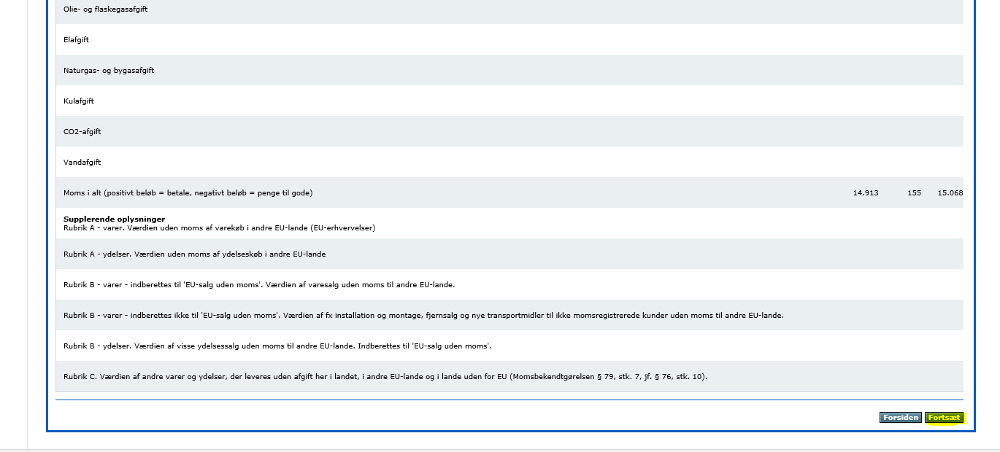 Olie- og flaskegasafgift
Elafgift
Naturgas- og bygasafgift
Kulafgift
CO2-afgift
Vandafgift
Moms i alt (positivt beløb = betale, negativt beløb = penge til gode) 14.913 155 15.068
Supplerende oplysninger
Rubrik A - varer. Værdien uden moms af varekøb i andre EU-lande (EU-erhvervelser)
Rubrik A - ydelser. Værdien uden moms af ydelseskøb i andre EU-lande
Rubrik B - varer - indberettes til 'EU-salg uden moms'. Værdien af varesalg uden moms til andre EU-lande.
Rubrik B - varer - indberettes ikke til 'EU-salg uden moms'. Værdien af fx installation og montage, fjernsalg og nye transportmidler til ikke momsregistrerede kunder uden moms til andre EU-lande.
Rubrik B - ydelser. Værdien af visse ydelsessalg uden moms til andre EU-lande. Indberettes til 'EU-salg uden moms'.
Rubrik C. Værdien af andre varer og ydelser, der leveres uden afgift her i landet, i andre EU-lande og i lande uden for EU (Momsbekendtgørelsen § 79, stk. 7, jf. § 76, stk. 10).
Forsiden Fortsæt